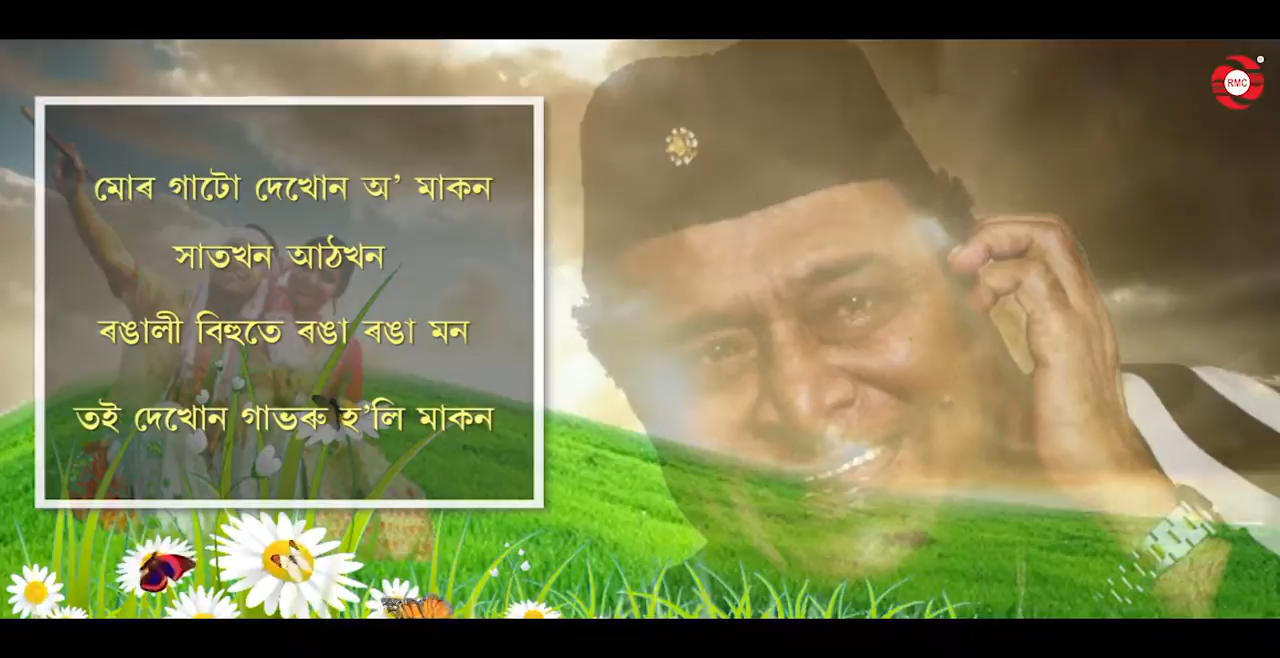 মোৰ গাটো দেখোন অ’ মাকন
সাতখন আঠখন
ৰঙালী বিহুতে ৰঙা ৰঙা মন
তই দেখোন গাভৰু হ’লি মাকন
RMC